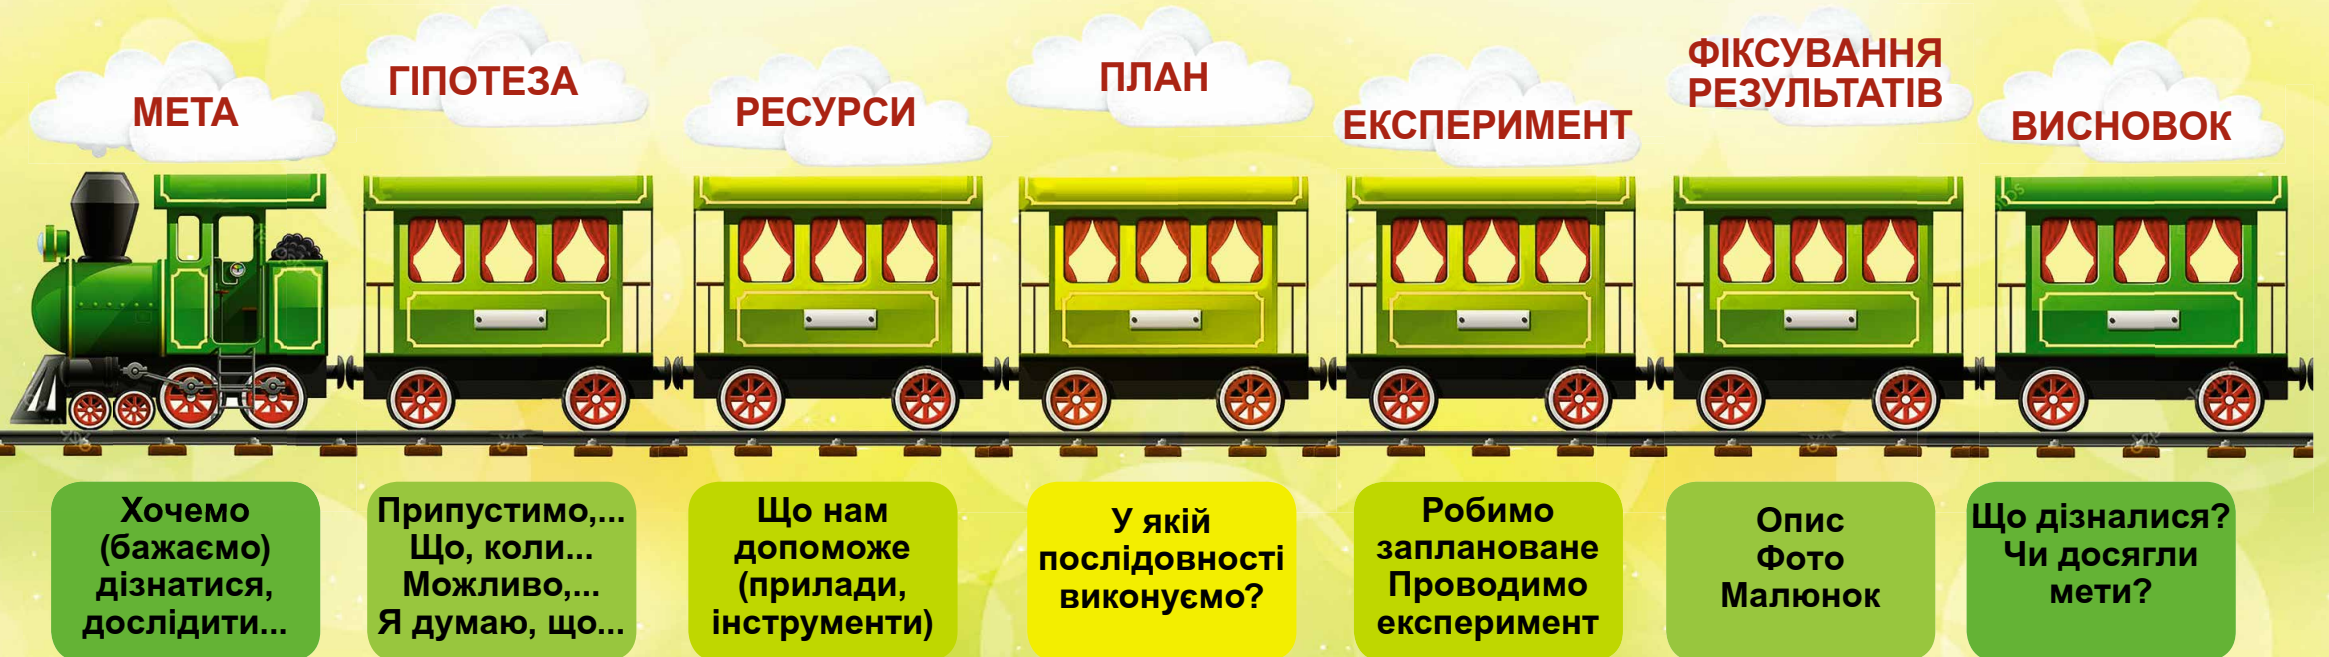 МЕТА
ГІПОТЕЗА
РЕСУРСИ
ПЛАН
ЕКСПЕРИМЕНТ
ФІКСУВАННЯ
РЕЗУЛЬТАТІВ
ВИСНОВОК
Хочемо
(бажаємо)
дізнатися,
дослідити...
Припустимо,...
Що, коли...
Можливо,...
Я думаю, що...
Що нам
допоможе
(прилади,
інструменти)
У якій
послідовності
виконуємо?
Робимо
заплановане
Проводимо
експеримент
Опис
Фото
Малюнок
Що дізналися?
Чи досягли
мети?